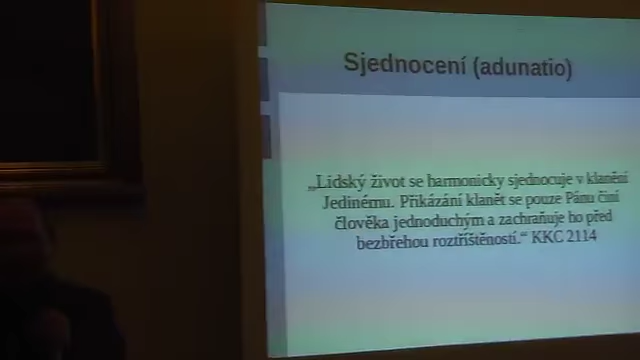 Sjednocení (adunatio)
„Lidský život se harmonicky sjednocuje v klanění
Jedinému. Přikázání klanět se pouze Pánu činí
člověka jednoduchým a zachraňuje ho před
bezbřehou roztříštěností.“ KKC 2114